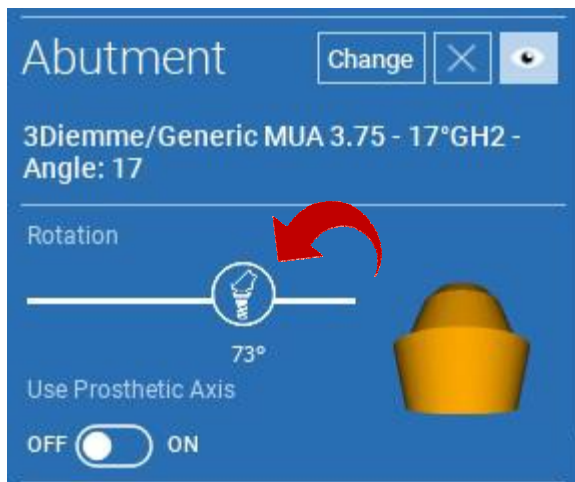 Abutment
Change
3Diemme/Generic MUA 3.75 - 17°GH2 -
Angle: 17
Rotation
73°
Use Prosthetic Axis
OFF ON